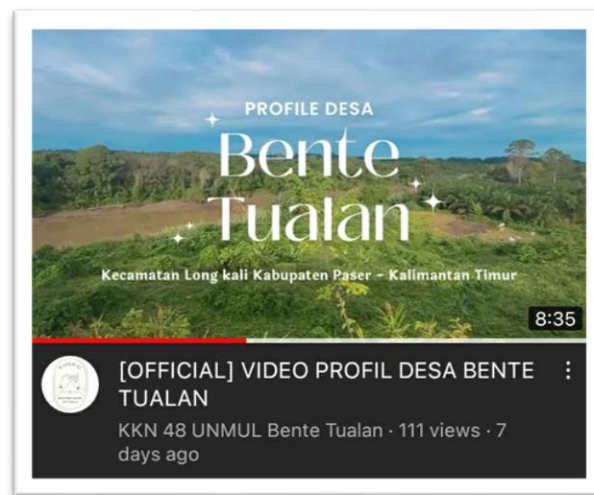 PROFILE DESA
Bente
Tualan
Kecamatan Long kali Kabupaten Paser - Kalimantan Timur
8:35
[OFFICIAL] VIDEO PROFIL DESA BENTE
TUALAN
KKN 48 UNMUL Bente Tualan · 111 views · 7
days ago